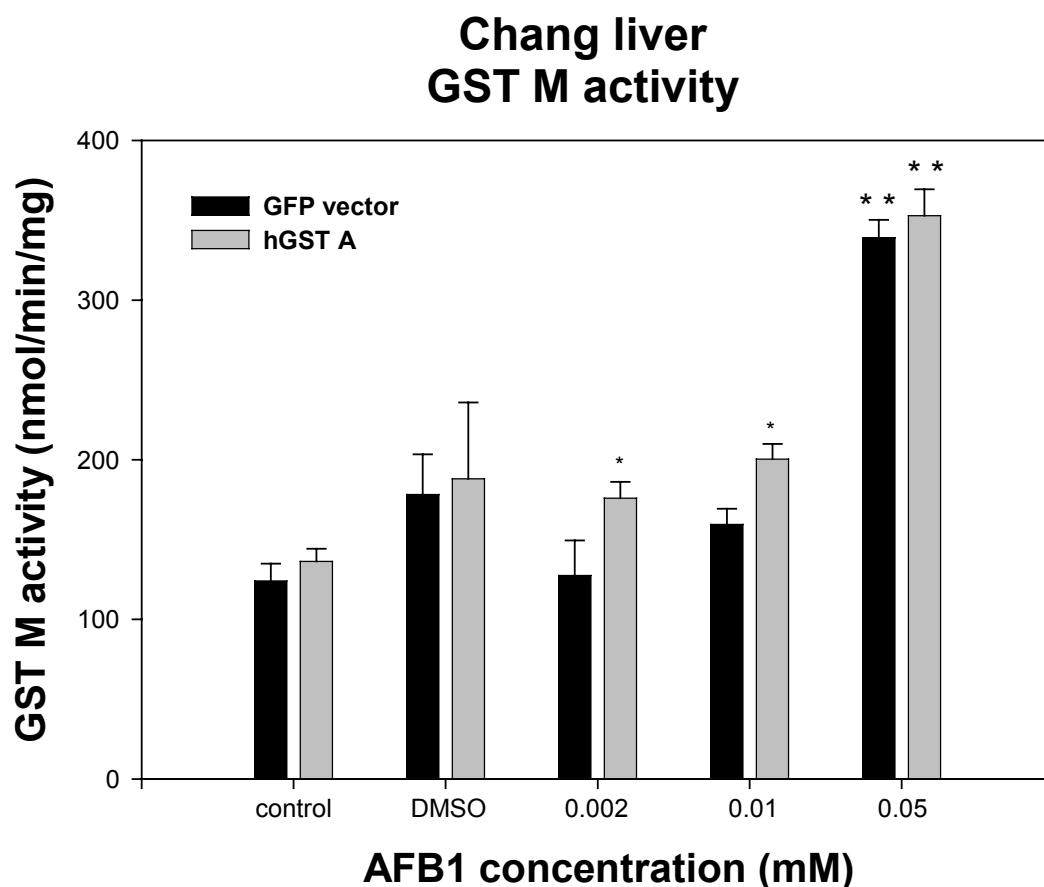 Chang liver
GST M activity
GST M activity (nmol/min/mg)
400
300
200
100
0
GFP vector
hGST A
* *
* *
*
*
control
DMSO
0.002
0.01
0.05
AFB1 concentration (mM)